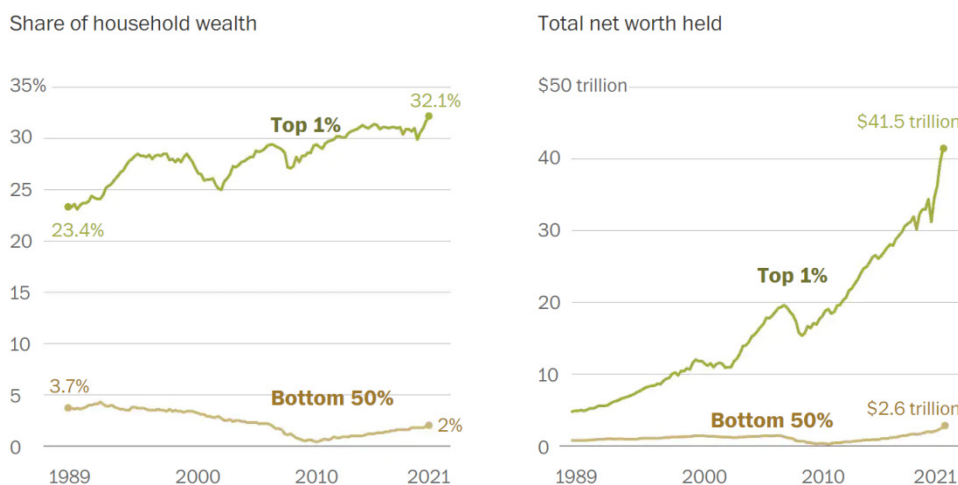 Share of household wealth
35%
32.1%
Top 1%
30
25
23.4%
20
15
10
3.7%
5
Bottom 50%
2%
0
1989 2000 2010 2021
Total net worth held
$50 trillion
$41.5 trillion
40
30
Top 1%
20
10
$2.6 trillion
Bottom 50%
0
1989 2000 2010 2021